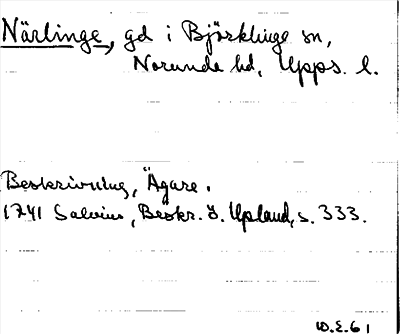 Närlinge, gd i Björklinge sn,
Norunda hd, Upps. l.
Beskrivning, Ägare.
1741 Salvius, Beskr. ö. Upland, s. 333.
W.E.61